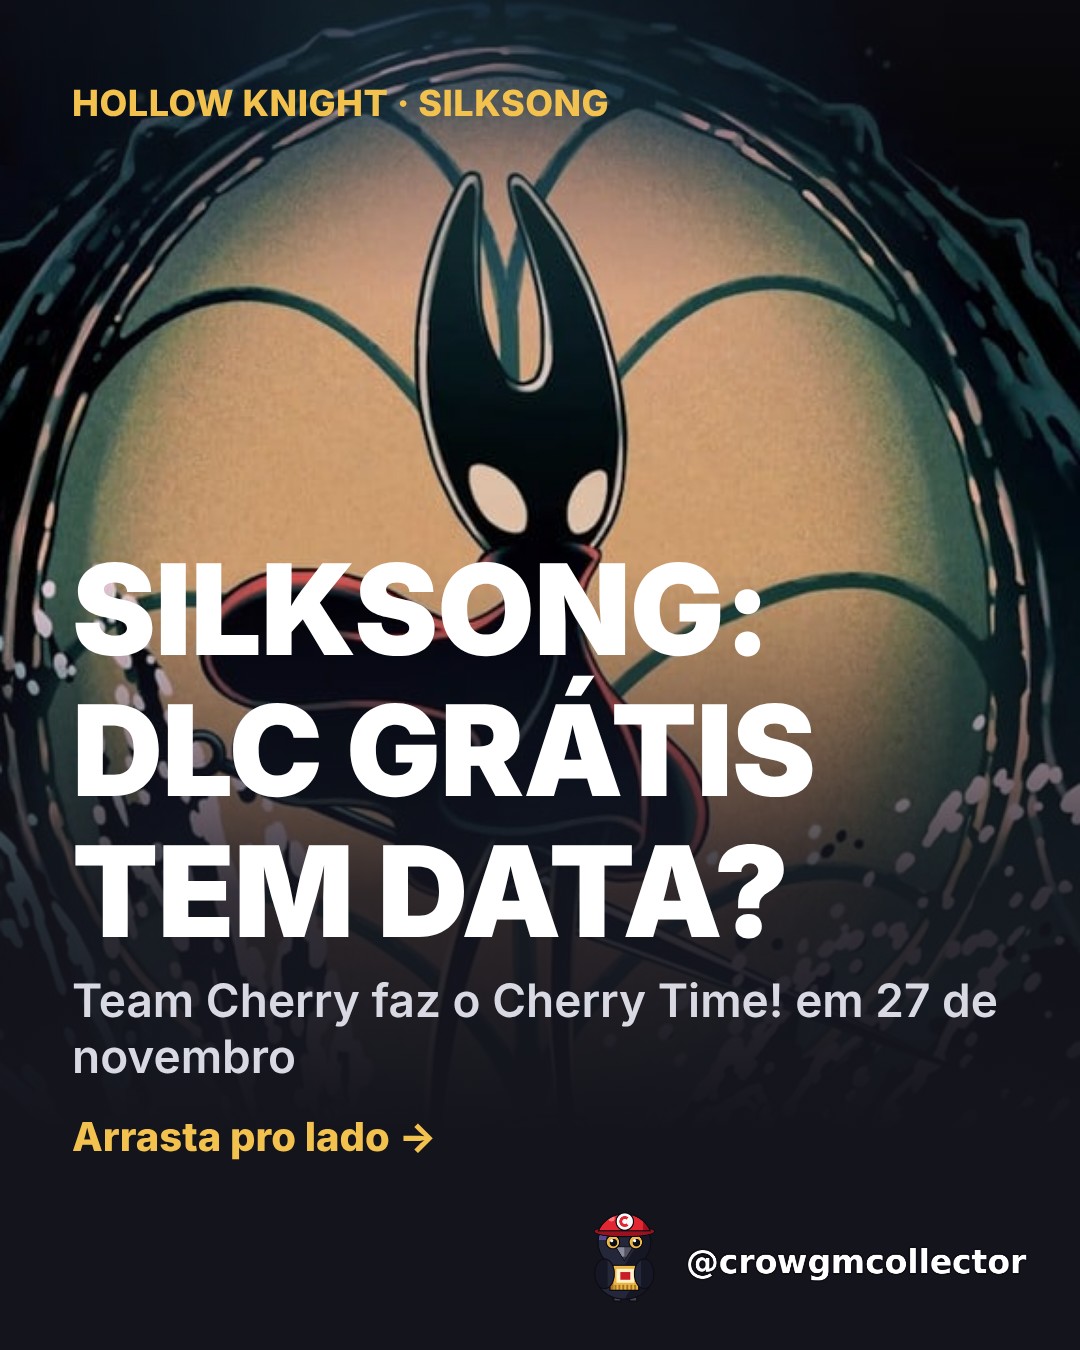 HOLLOW KNIGHT · SILKSONG
SILKSONG:
DLC GRÁTIS
TEM DATA?
Team Cherry faz o Cherry Time! em 27 de
novembro
Arrasta pro lado →
C
@crowgmcollector